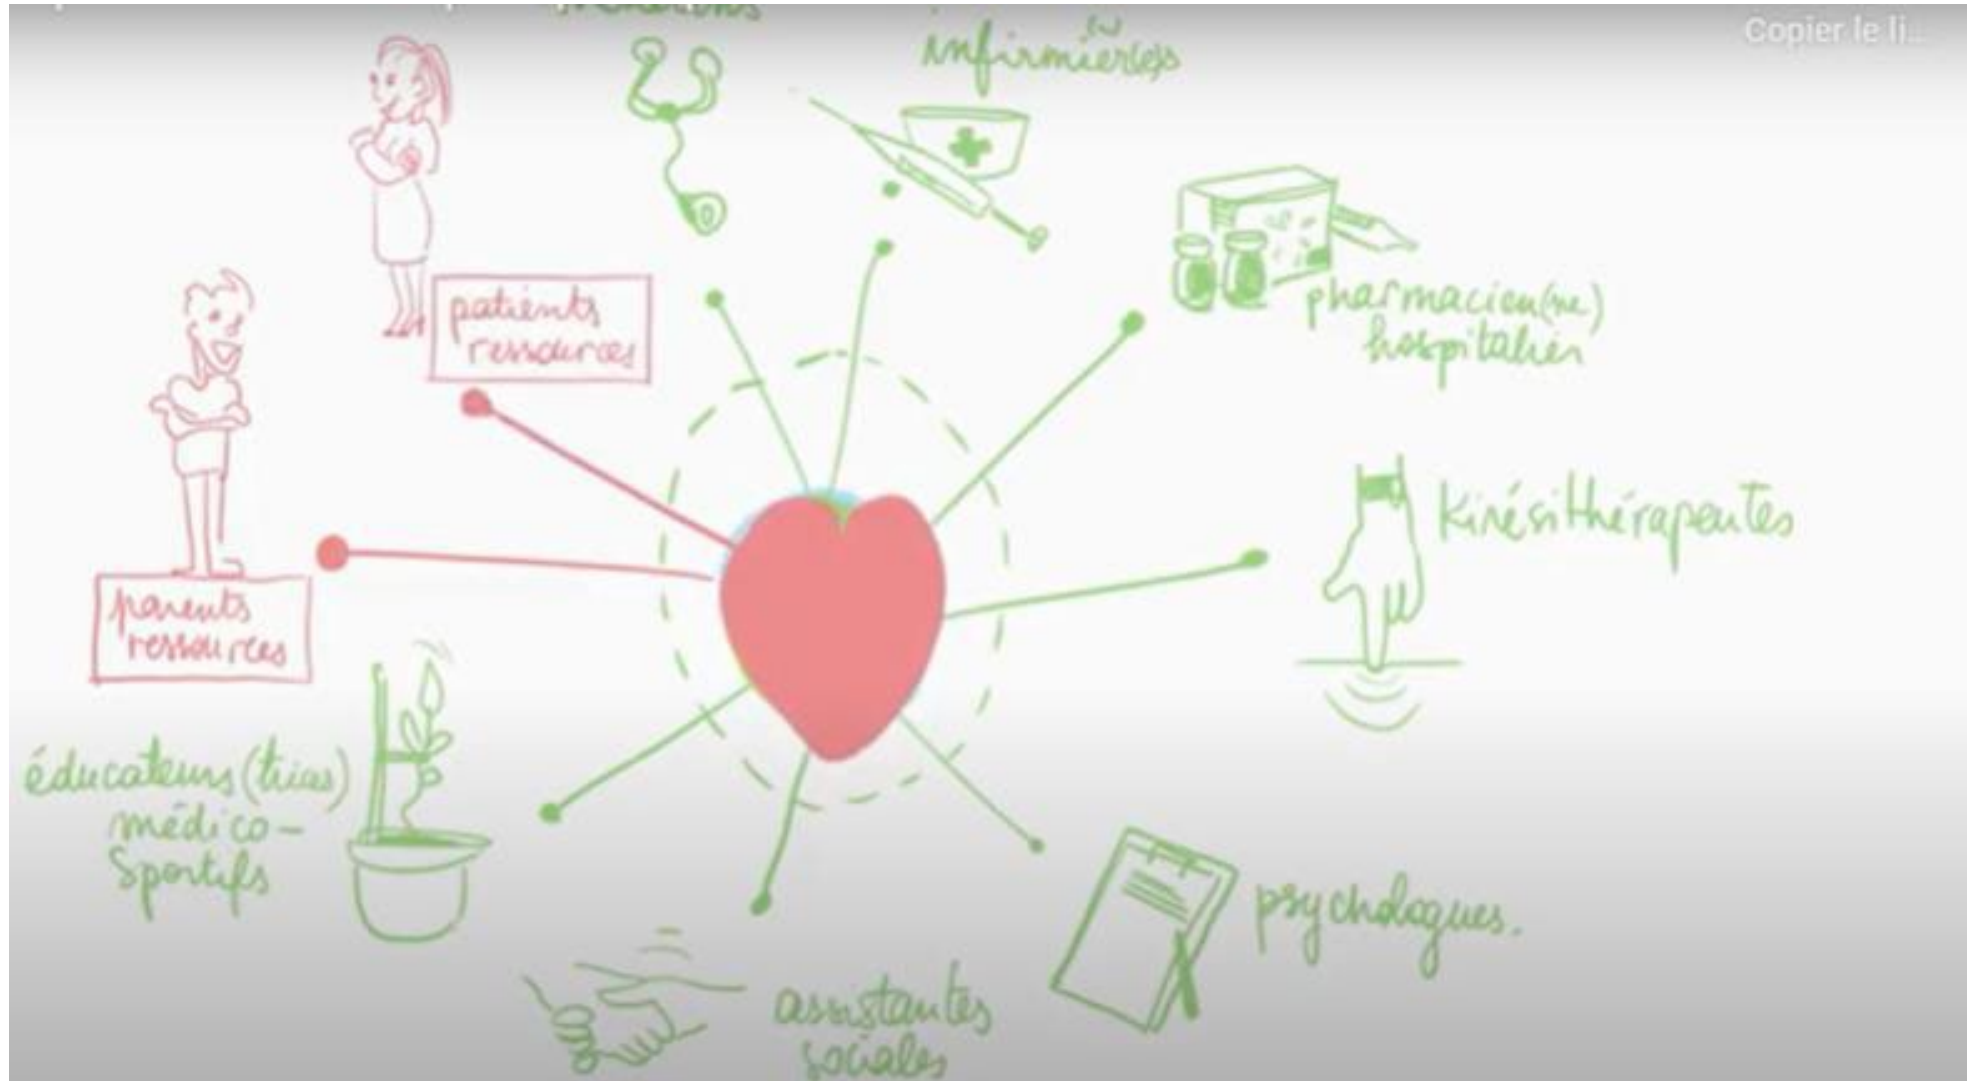 Copier le li...
infirmier(e)s
patients
ressources
pharmacien(ne)
hospitalier
Kinésithérapeutes
parents
ressources
éducateurs(trices)
médico-
Sportifs
psychologues.
assistantes
sociales